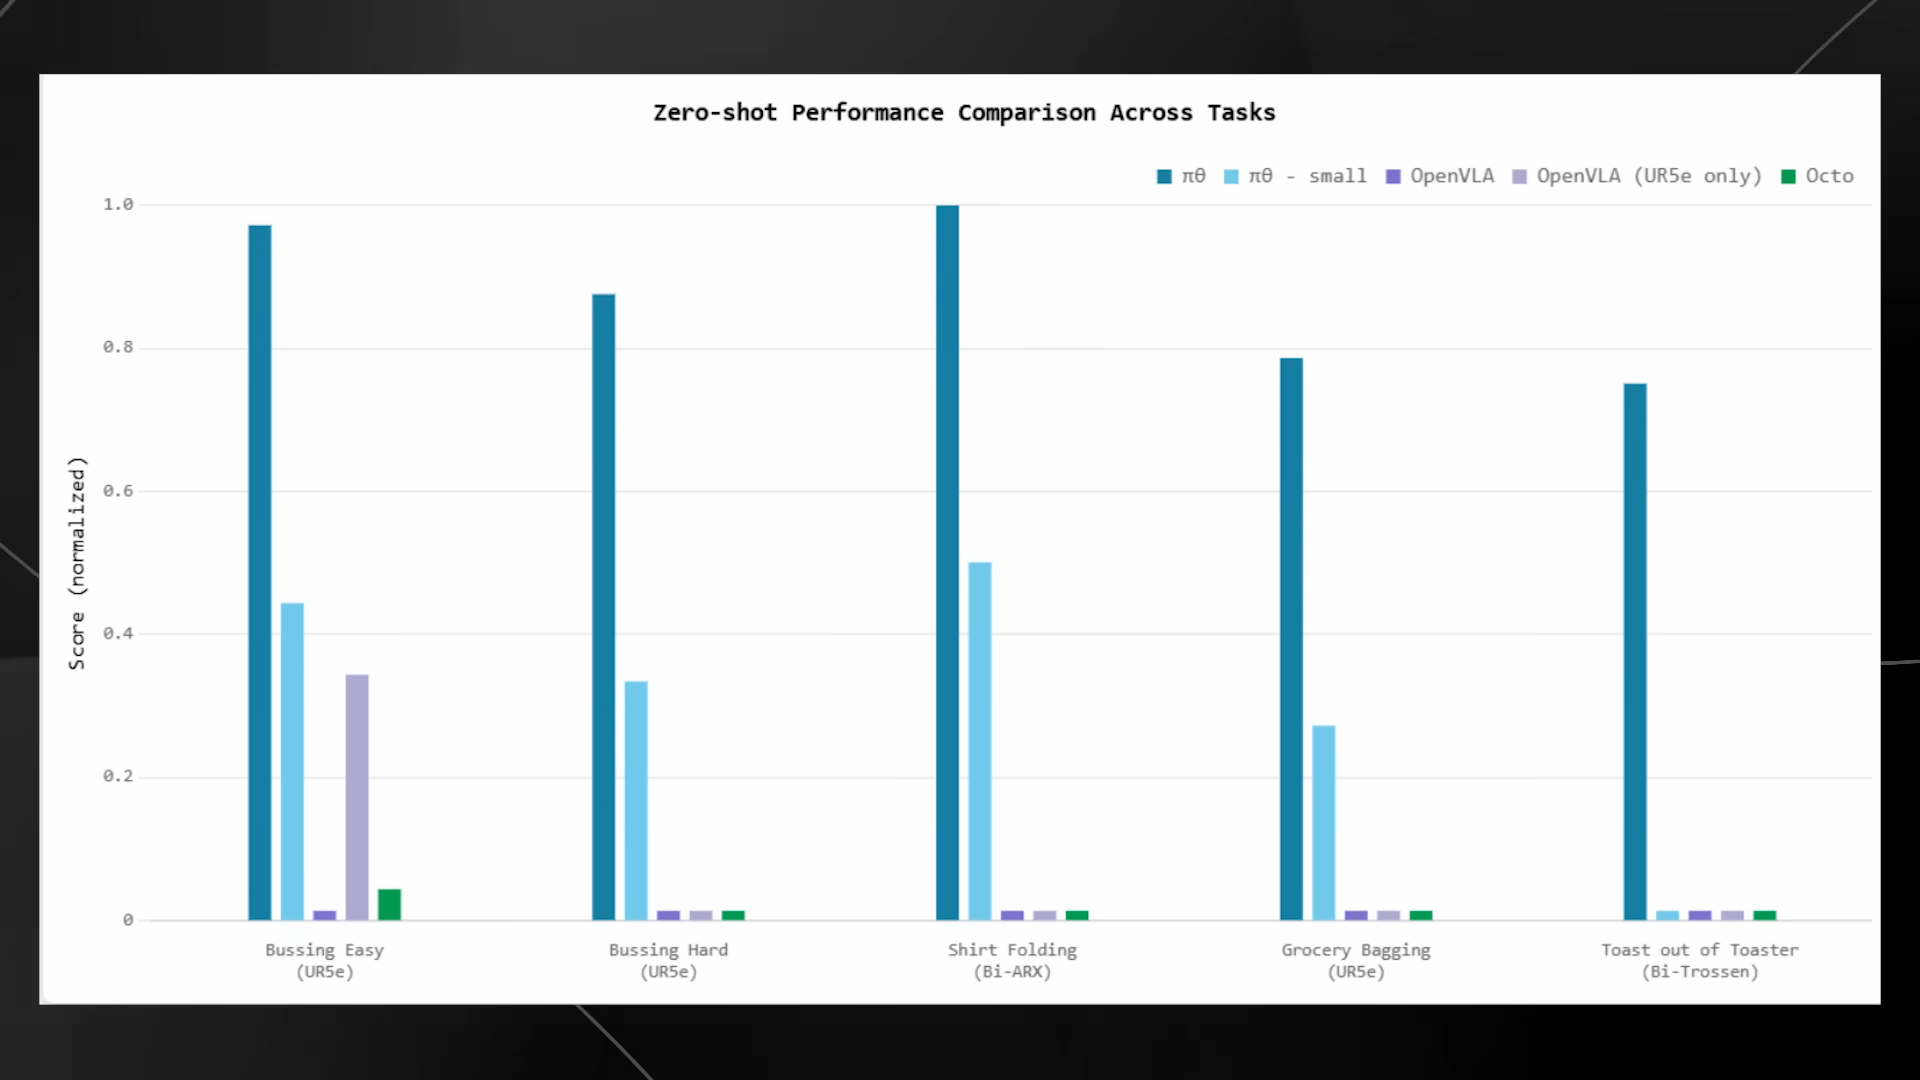 Zero-shot Performance Comparison Across Tasks
πθ πθ - small OpenVLA OpenVLA (UR5e only) Octo
Score (normalized)
1.0
0.8
0.6
0.4
0.2
0
Bussing Easy
(UR5e)
Bussing Hard
(UR5e)
Shirt Folding
(Bi-ARX)
Grocery Bagging
(UR5e)
Toast out of Toaster
(Bi-Trossen)